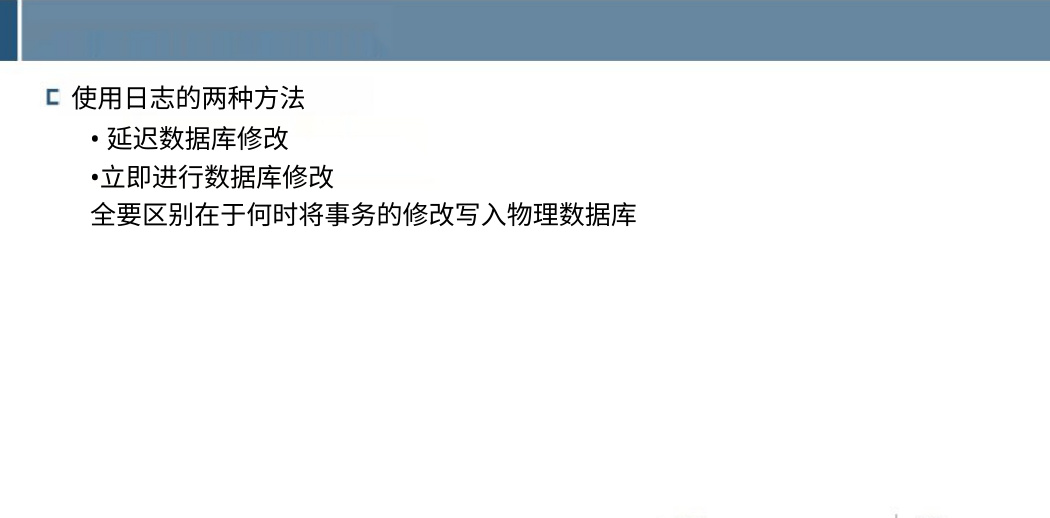 使用日志的两种方法
• 延迟数据库修改
•立即进行数据库修改
全要区别在于何时将事务的修改写入物理数据库